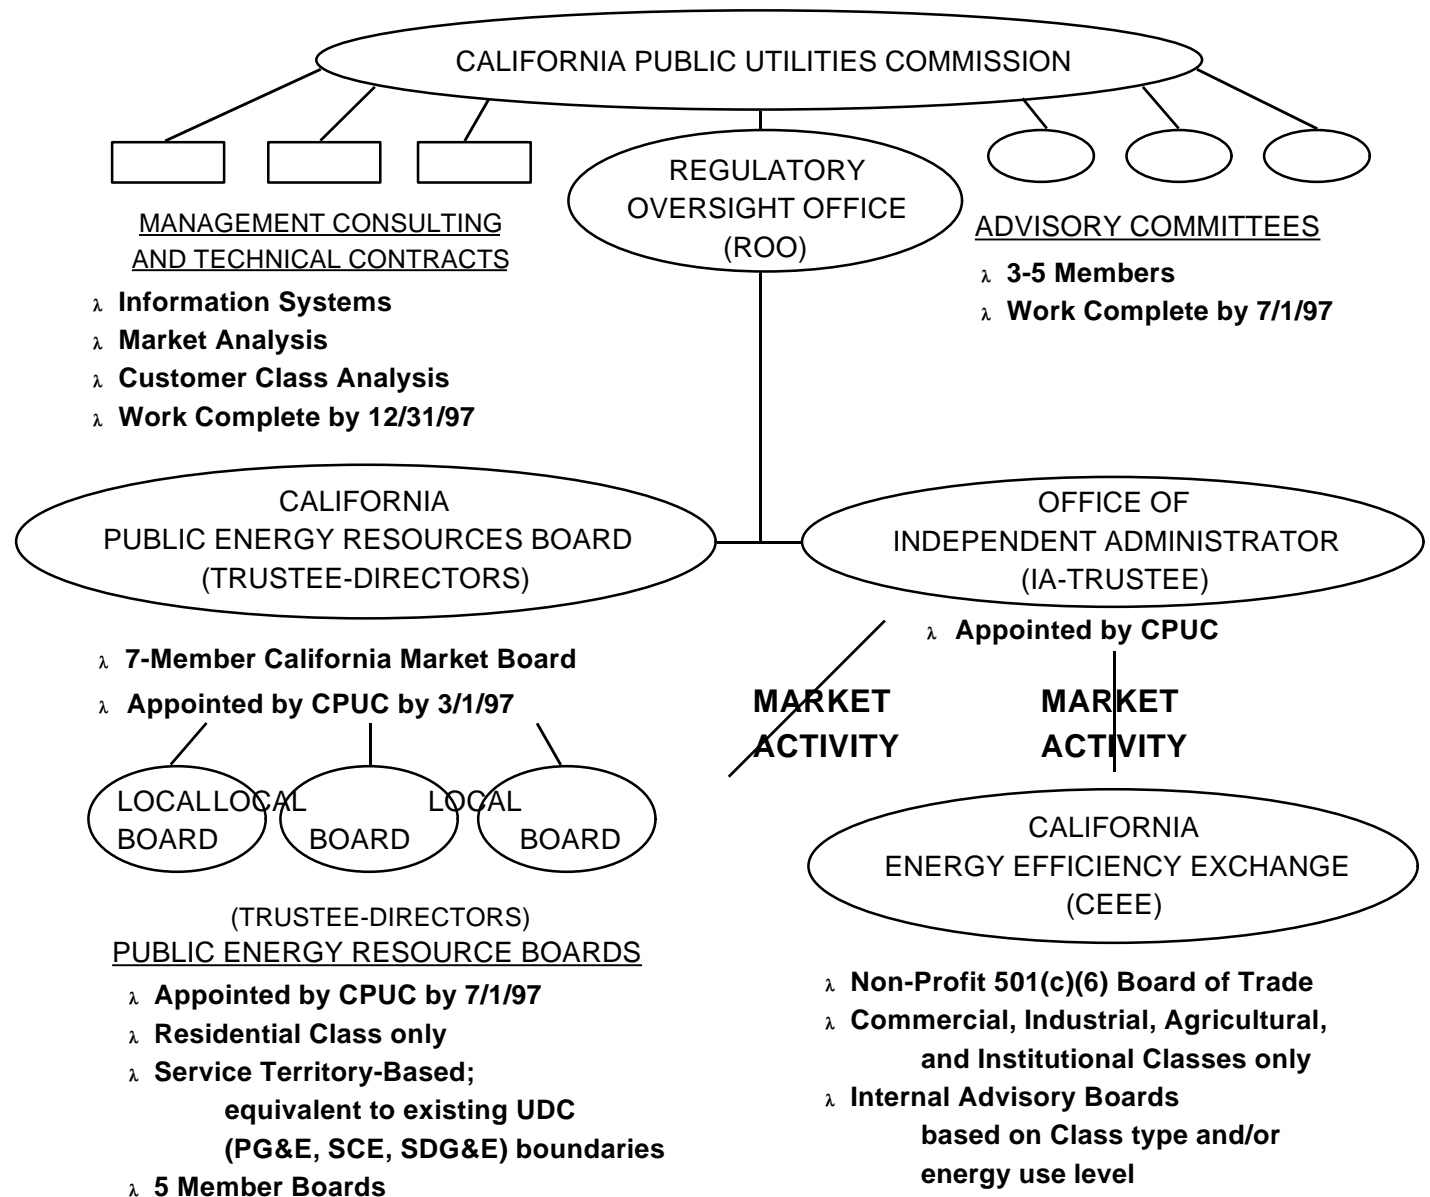 CALIFORNIA PUBLIC UTILITIES COMMISSION
REGULATORY
OVERSIGHT OFFICE
(ROO)
MANAGEMENT CONSULTING
AND TECHNICAL CONTRACTS
λ Information Systems
λ Market Analysis
λ Customer Class Analysis
λ Work Complete by 12/31/97
ADVISORY COMMITTEES
λ 3-5 Members
λ Work Complete by 7/1/97
CALIFORNIA
PUBLIC ENERGY RESOURCES BOARD
(TRUSTEE-DIRECTORS)
OFFICE OF
INDEPENDENT ADMINISTRATOR
(IA-TRUSTEE)
λ 7-Member California Market Board
λ Appointed by CPUC by 3/1/97
λ Appointed by CPUC
MARKET
ACTIVITY
MARKET
ACTIVITY
LOCAL LOCAL LOCAL
BOARD BOARD BOARD
(TRUSTEE-DIRECTORS)
PUBLIC ENERGY RESOURCE BOARDS
λ Appointed by CPUC by 7/1/97
λ Residential Class only
λ Service Territory-Based;
equivalent to existing UDC
(PG&E, SCE, SDG&E) boundaries
λ 5 Member Boards
CALIFORNIA
ENERGY EFFICIENCY EXCHANGE
(CEEE)
λ Non-Profit 501(c)(6) Board of Trade
λ Commercial, Industrial, Agricultural,
and Institutional Classes only
λ Internal Advisory Boards
based on Class type and/or
energy use level